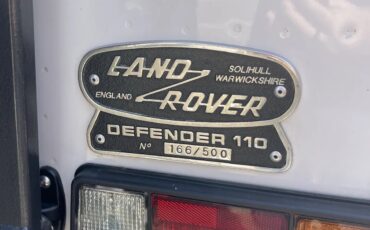 LAND ROVER
SOLIHULL
WARWICKSHIRE
ENGLAND
DEFENDER 110
Nº 166/500